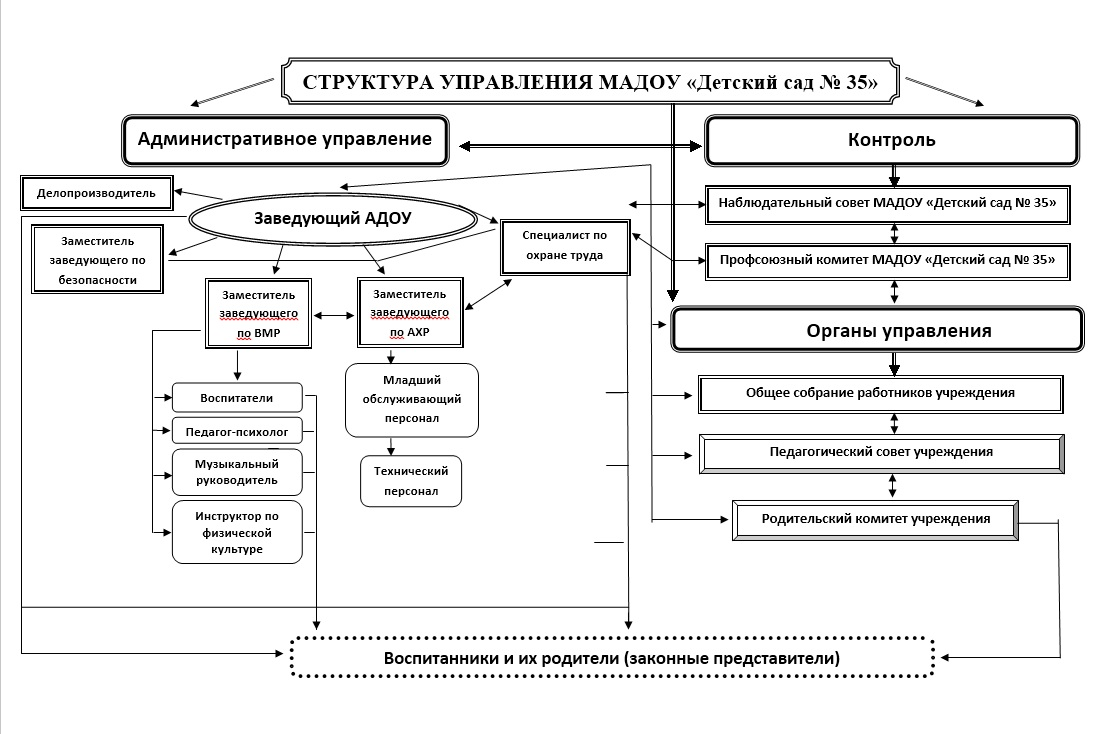 СТРУКТУРА УПРАВЛЕНИЯ МАДОУ «Детский сад № 35»
Административное управление
Контроль
Делопроизводитель
Заведующий АДОУ
Наблюдательный совет МАДОУ «Детский сад № 35»
Заместитель
заведующего по
безопасности
Специалист по
охране труда
Профсоюзный комитет МАДОУ «Детский сад № 35»
Заместитель
заведующего
по ВМР
Заместитель
заведующего
по АХР
Органы управления
Воспитатели
Педагог-психолог
Музыкальный
руководитель
Инструктор по
физической
культуре
Младший
обслуживающий
персонал
Технический
персонал
Общее собрание работников учреждения
Педагогический совет учреждения
Родительский комитет учреждения
Воспитанники и их родители (законные представители)